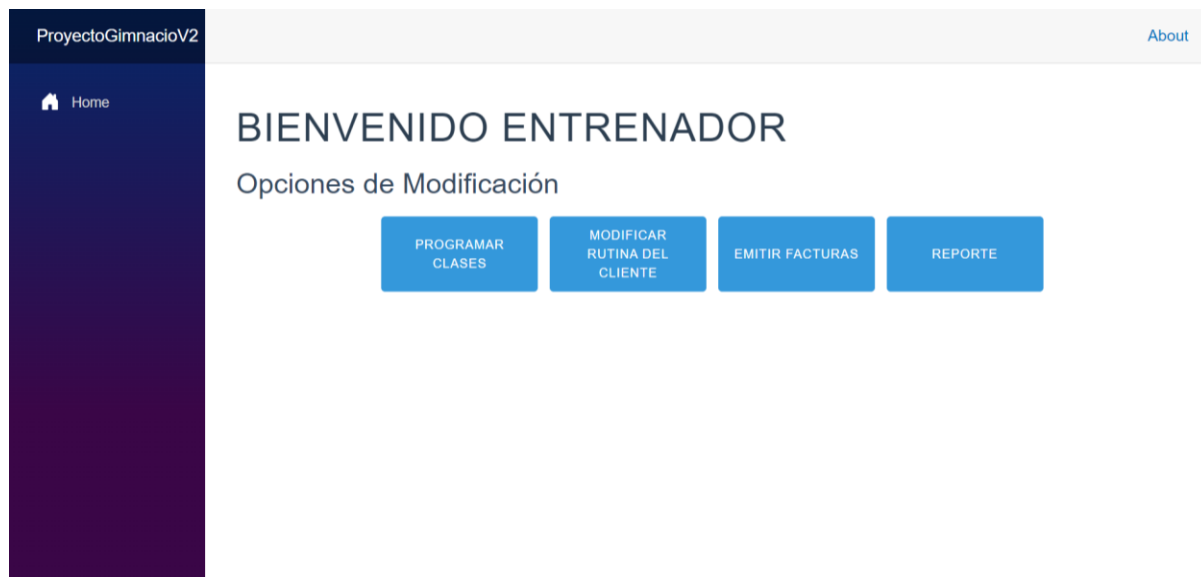 ProyectoGimnacioV2
About
Home
BIENVENIDO ENTRENADOR
Opciones de Modificación
PROGRAMAR
CLASES
MODIFICAR
RUTINA DEL
CLIENTE
EMITIR FACTURAS
REPORTE